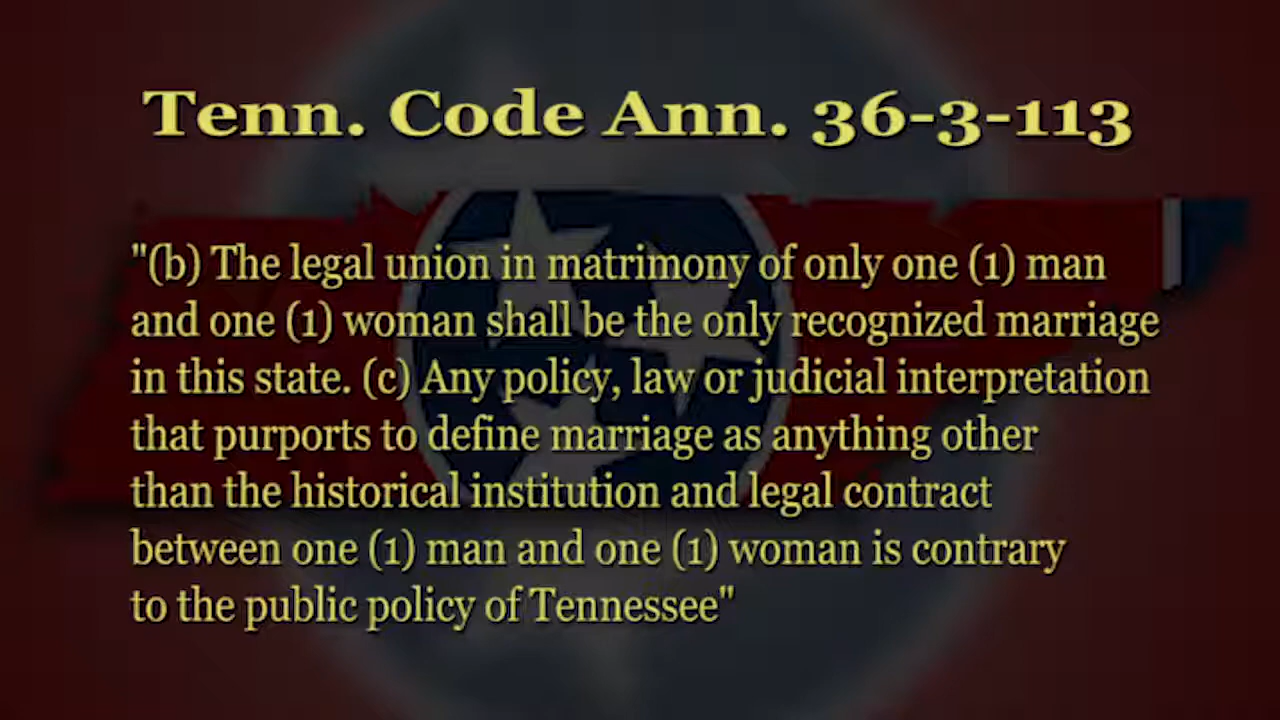 Tenn. Code Ann. 36-3-113
"(b) The legal union in matrimony of only one (1) man
and one (1) woman shall be the only recognized marriage
in this state. (c) Any policy, law or judicial interpretation
that purports to define marriage as anything other
than the historical institution and legal contract
between one (1) man and one (1) woman is contrary
to the public policy of Tennessee"